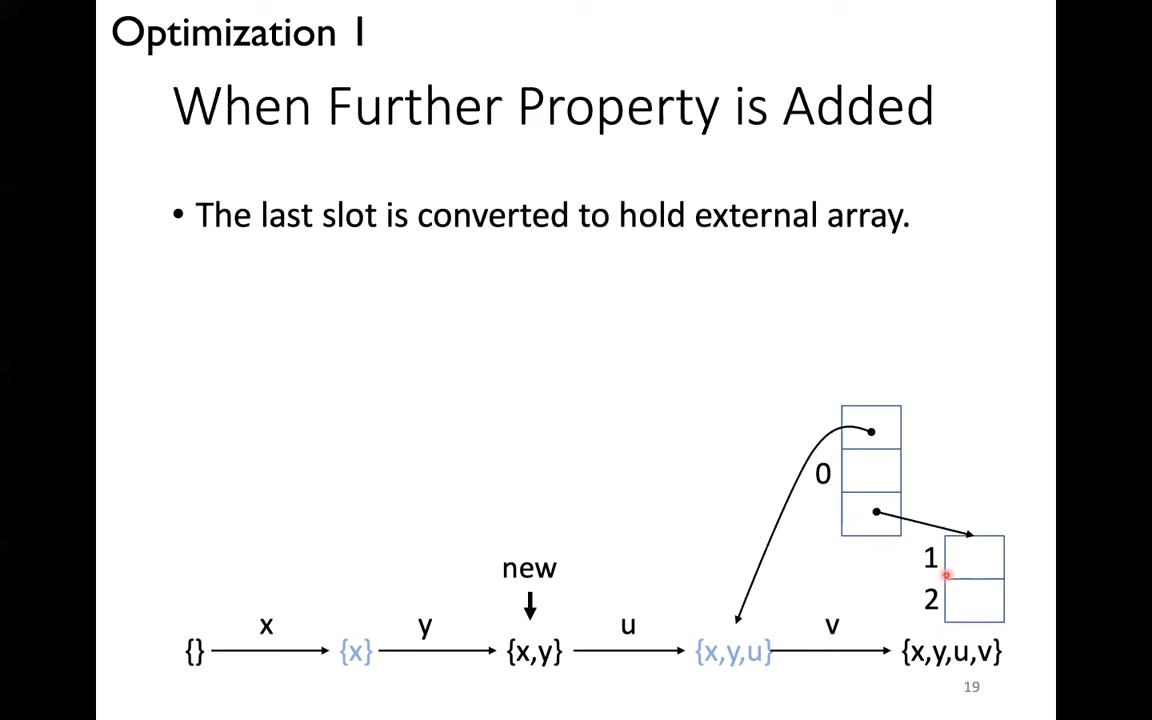 Optimization 1
When Further Property is Added
• The last slot is converted to hold external array.
0
1
2
new
x
y
u
v
{}
{x}
{x,y}
{x,y,u}
{x,y,u,v}
19